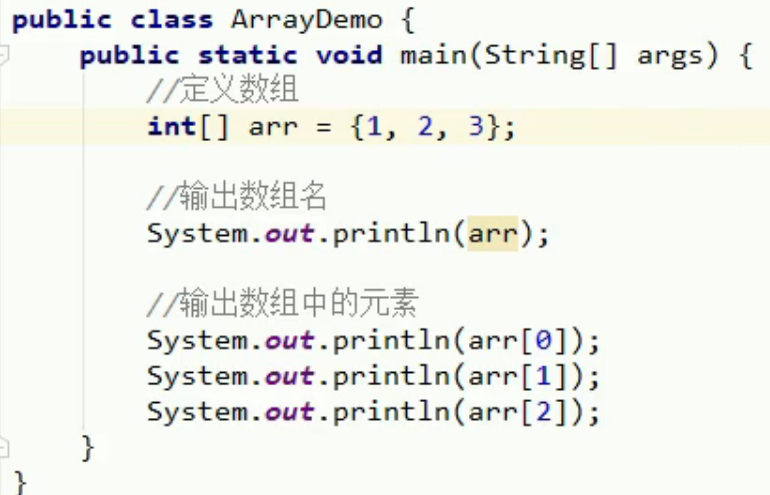 public class ArrayDemo {
    public static void main(String[] args) {
        //定义数组
        int[] arr = {1, 2, 3};

        //输出数组名
        System.out.println(arr);

        //输出数组中的元素
        System.out.println(arr[0]);
        System.out.println(arr[1]);
        System.out.println(arr[2]);
    }
}